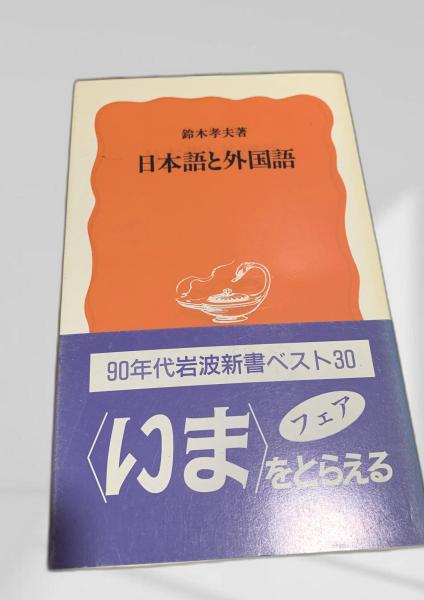 鈴木孝夫著
日本語と外国語
90年代岩波新書ベスト30
〈いま〉をとらえる
フェア